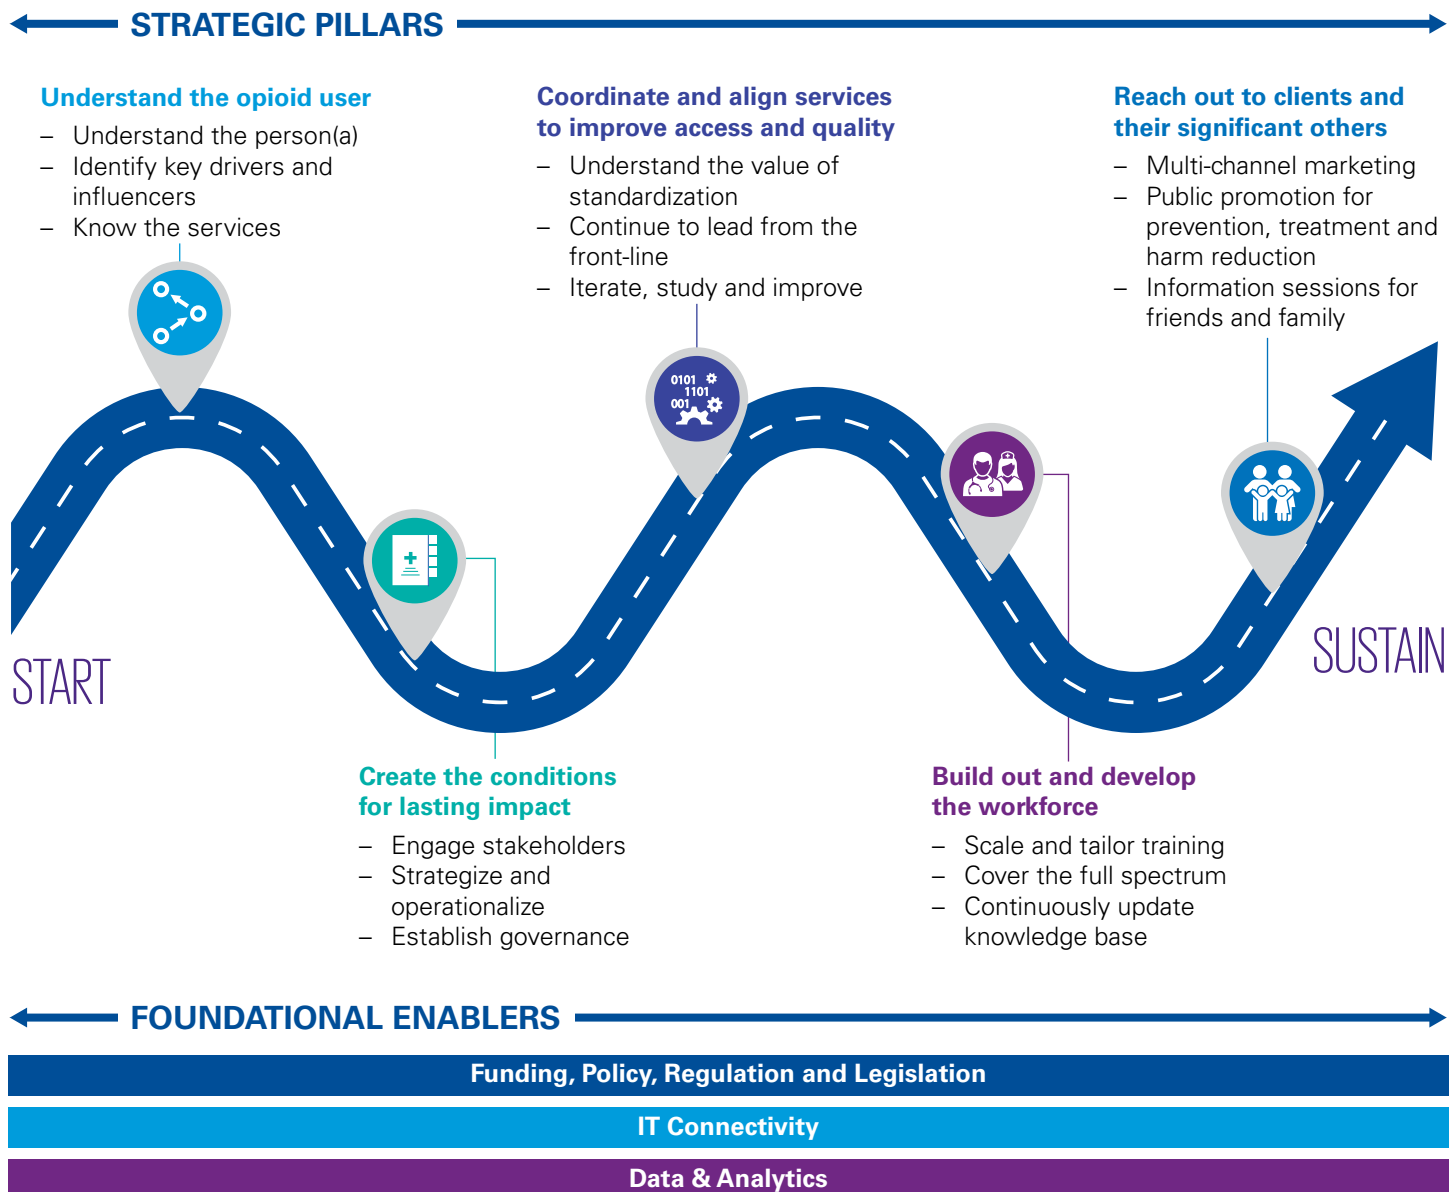 STRATEGIC PILLARS
Understand the opioid user
– Understand the person(a)
– Identify key drivers and
influencers
– Know the services
Coordinate and align services
to improve access and quality
– Understand the value of
standardization
– Continue to lead from the
front-line
– Iterate, study and improve
Reach out to clients and
their significant others
– Multi-channel marketing
– Public promotion for
prevention, treatment and
harm reduction
– Information sessions for
friends and family
0101
1101
001
START
SUSTAIN
Create the conditions
for lasting impact
– Engage stakeholders
– Strategize and
operationalize
– Establish governance
Build out and develop
the workforce
– Scale and tailor training
– Cover the full spectrum
– Continuously update
knowledge base
FOUNDATIONAL ENABLERS
Funding, Policy, Regulation and Legislation
IT Connectivity
Data & Analytics